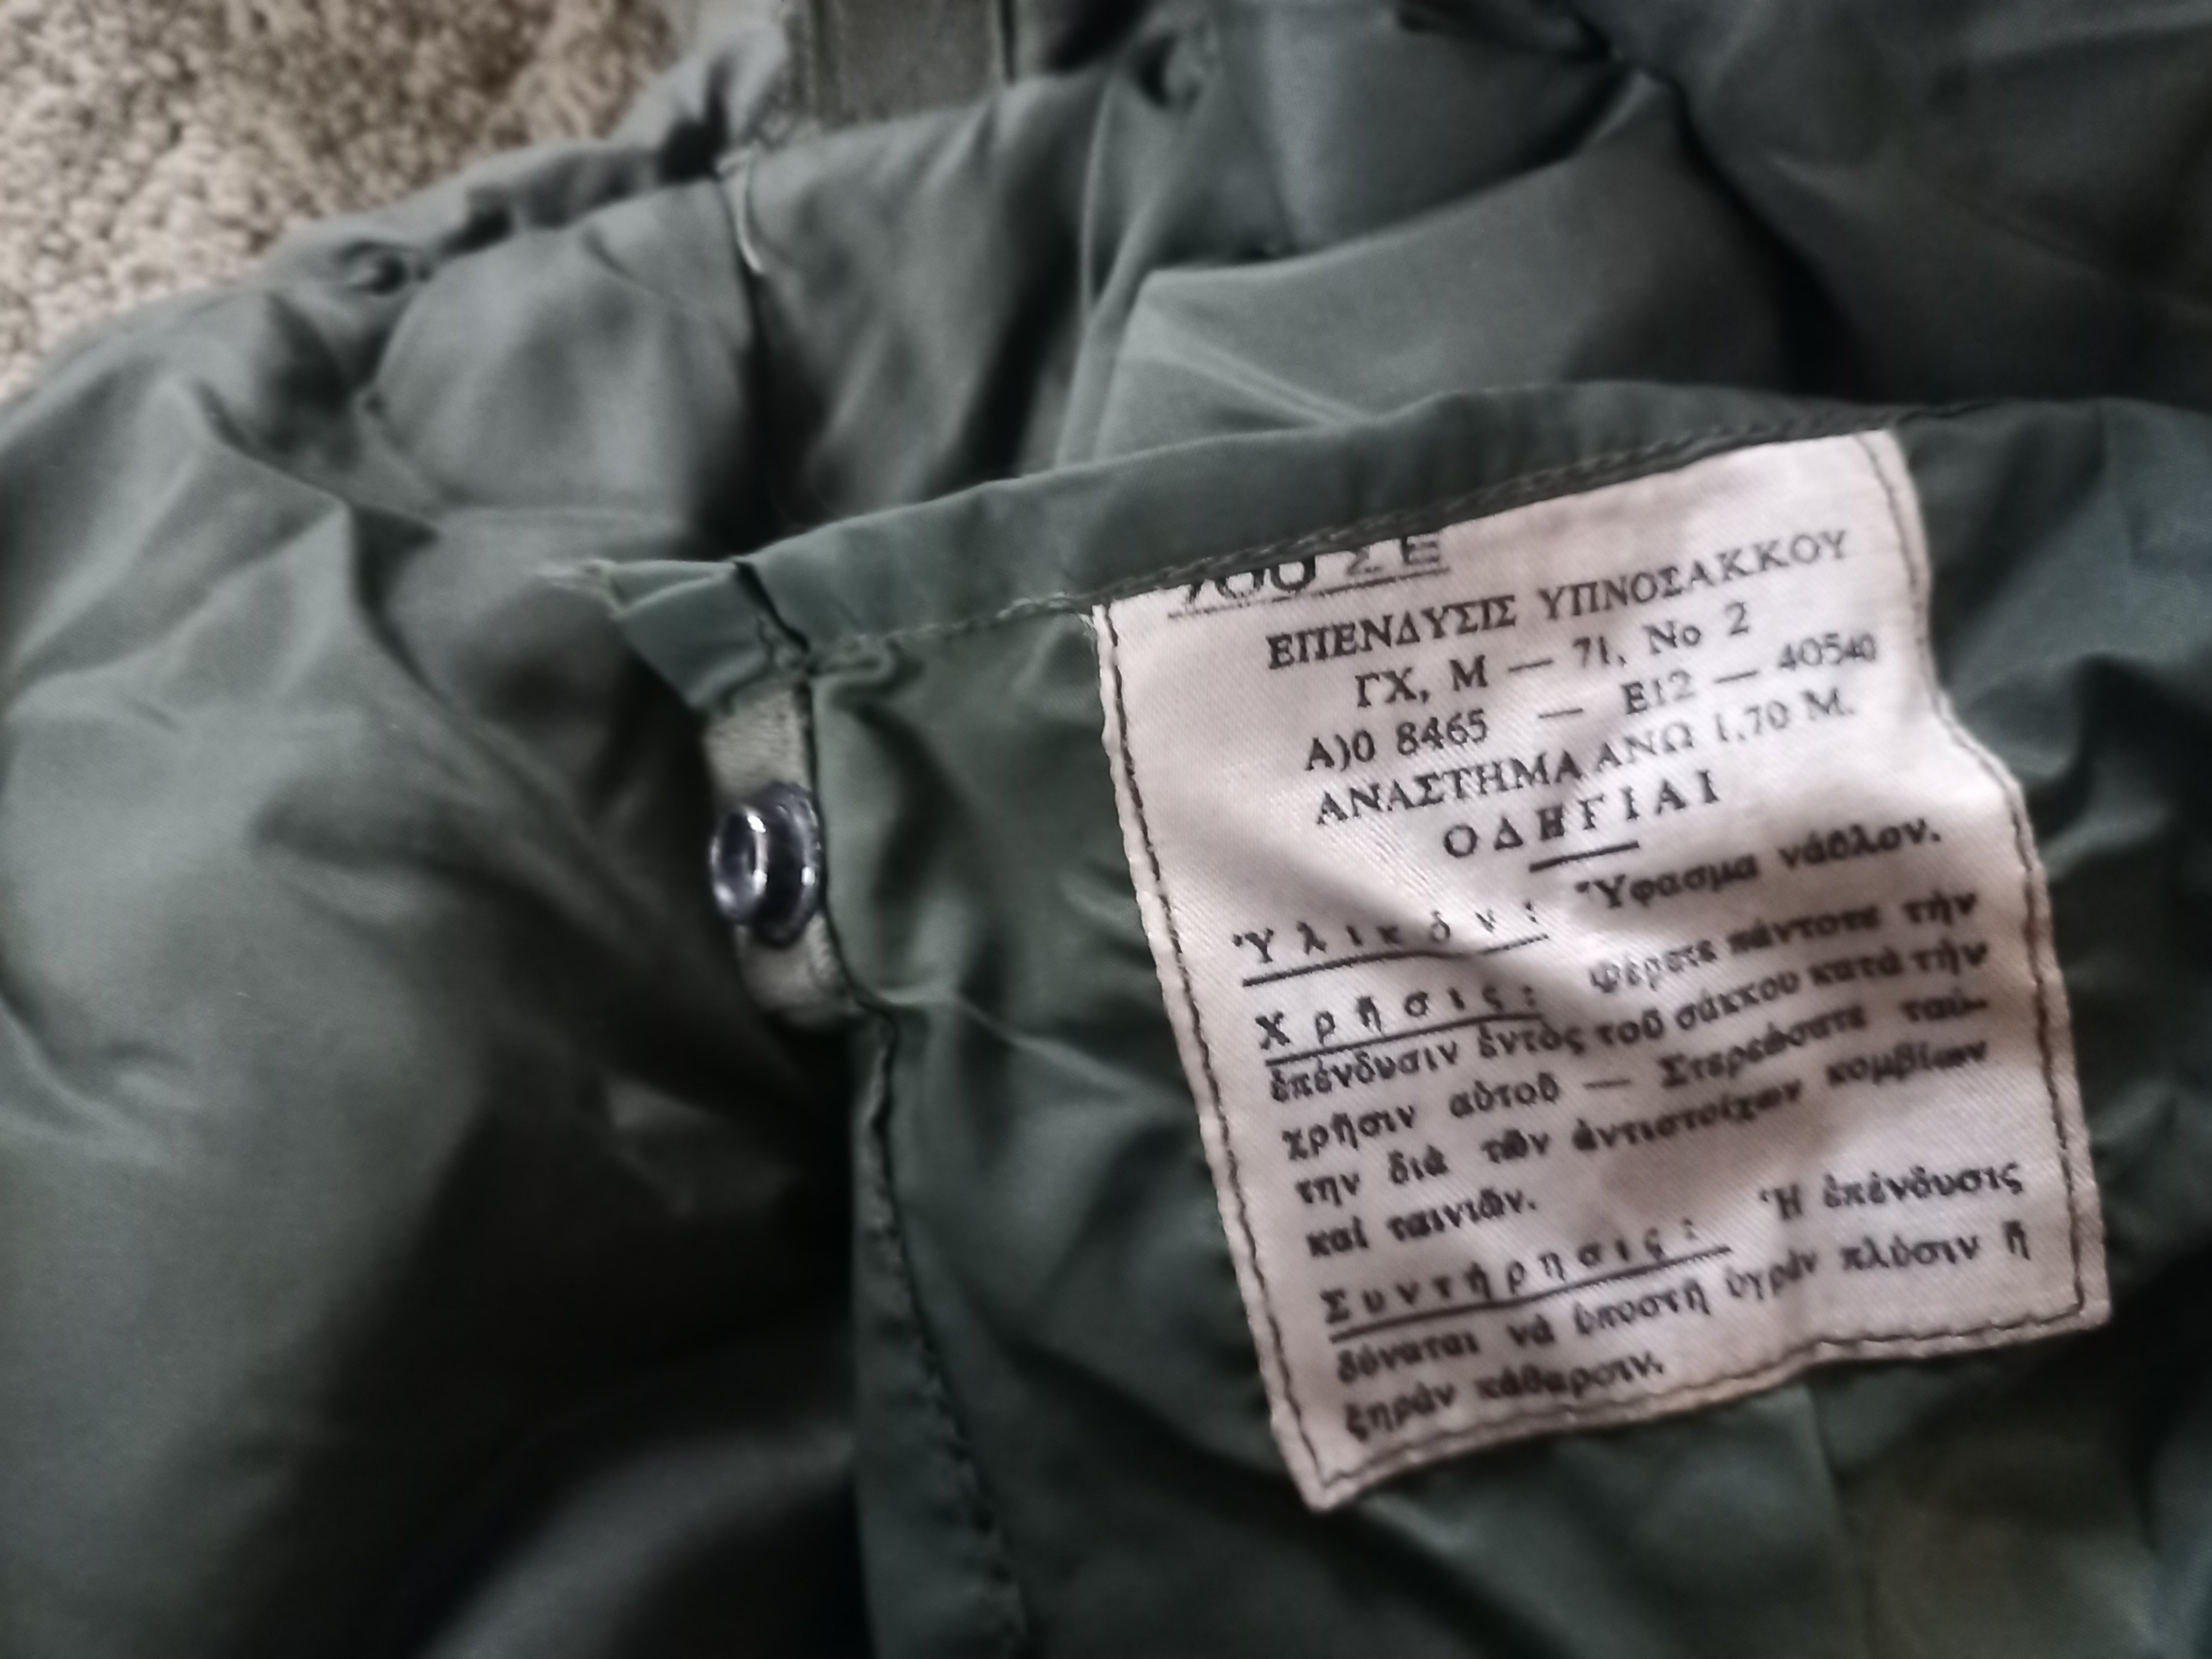 700 ΣΕ
ΕΠΕΝΔΥΣΙΣ ΥΠΝΟΣΑΚΚΟΥ
ΓΧ, Μ — 71, Νο 2
Α)0 8465 — Ε12 — 40540
ΑΝΑΣΤΗΜΑ ΑΝΩ 1,70 Μ.
ΟΔΗΓΙΑΙ
Ὑλικόν: Ὕφασμα νάϋλον.
Χρῆσις: Φέρετε πάντοτε τὴν
ἐπένδυσιν ἐντὸς τοῦ σάκκου κατὰ τὴν
χρῆσιν αὐτοῦ — Στερεώσατε ταύ-
την διὰ τῶν ἀντιστοίχων κομβίων
καὶ ταινιῶν.
Συντήρησις: Ἡ ἐπένδυσις
δύναται νὰ ὑποστῆ ὑγρὰν πλύσιν ἢ
ξηρὰν κάθαρσιν.